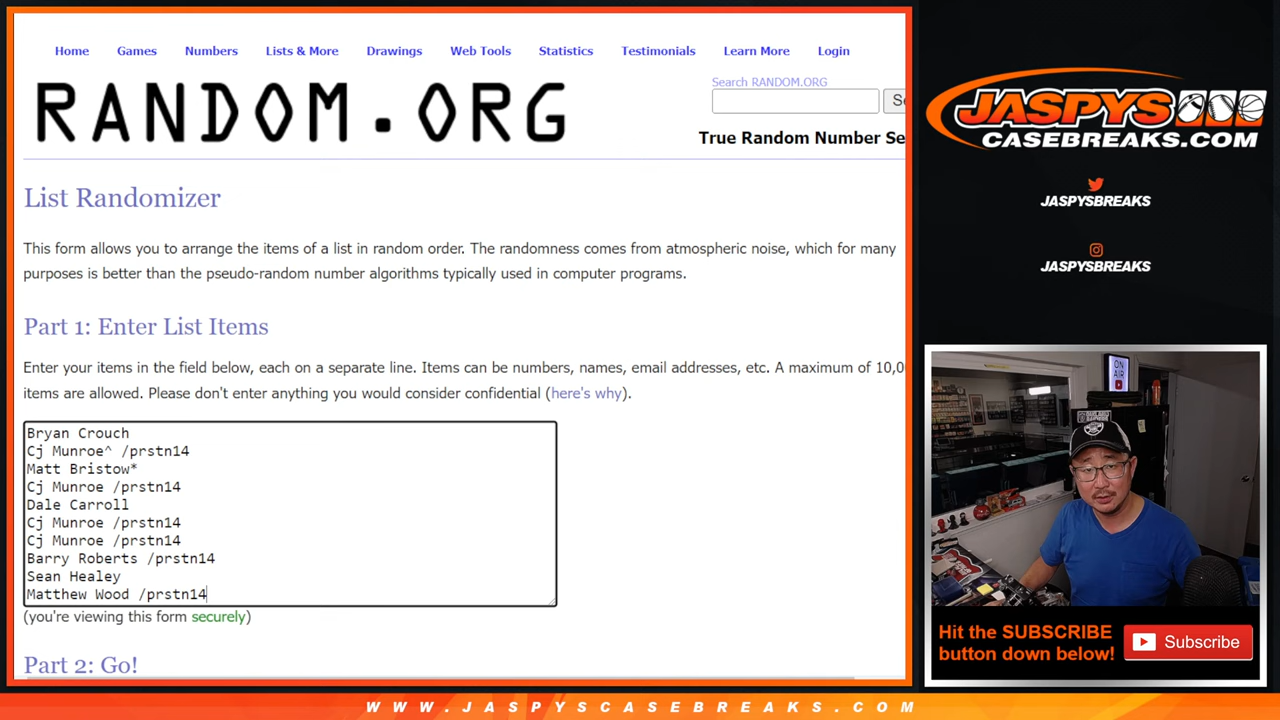 Home Games Numbers Lists & More Drawings Web Tools Statistics Testimonials Learn More Login
Search RANDOM.ORG
RANDOM.ORG
True Random Number Se
List Randomizer
This form allows you to arrange the items of a list in random order. The randomness comes from atmospheric noise, which for many
purposes is better than the pseudo-random number algorithms typically used in computer programs.
Part 1: Enter List Items
Enter your items in the field below, each on a separate line. Items can be numbers, names, email addresses, etc. A maximum of 10,0
items are allowed. Please don't enter anything you would consider confidential (here's why).
Bryan Crouch
Cj Munroe^ /prstn14
Matt Bristow*
Cj Munroe /prstn14
Dale Carroll
Cj Munroe /prstn14
Cj Munroe /prstn14
Barry Roberts /prstn14
Sean Healey
Matthew Wood /prstn14
(you're viewing this form securely)
Part 2: Go!
JASPYS
CASEBREAKS.COM
JASPYSBREAKS
JASPYSBREAKS
ON
AIR
Hit the SUBSCRIBE
button down below!
Subscribe
WWW.JASPYSCASEBREAKS.COM